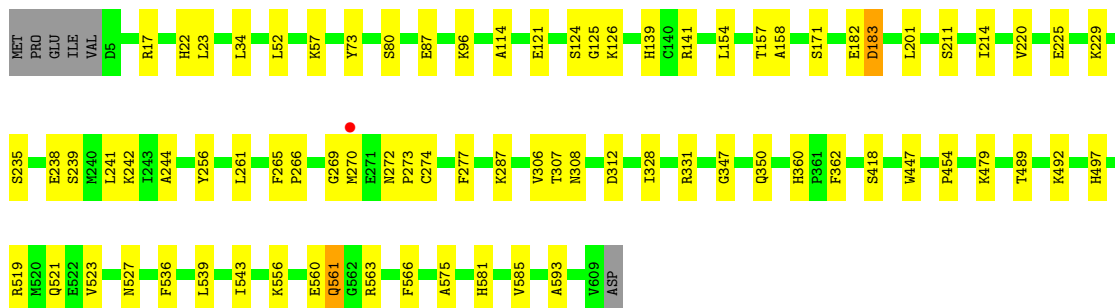 MET PRO GLU ILE VAL D5 R17 H22 L23 L34 L52 K57 Y73 S80 E87 K96 A114 E121 S124 G125 K126 H139 C140 R141 L154 T157 A158 S171 E182 D183 L201 S211 I214 V220 E225 K229
S235 E238 S239 M240 L241 K242 I243 A244 Y256 L261 F265 P266 G269 M270 E271 N272 P273 C274 F277 K287 V306 T307 N308 D312 I328 R331 G347 Q350 H360 P361 F362 S418 W447 P454 K479 T489 K492 H497
R519 M520 Q521 E522 V523 N527 F536 L539 I543 K556 E560 Q561 G562 R563 F566 A575 H581 V585 A593 V609 ASP